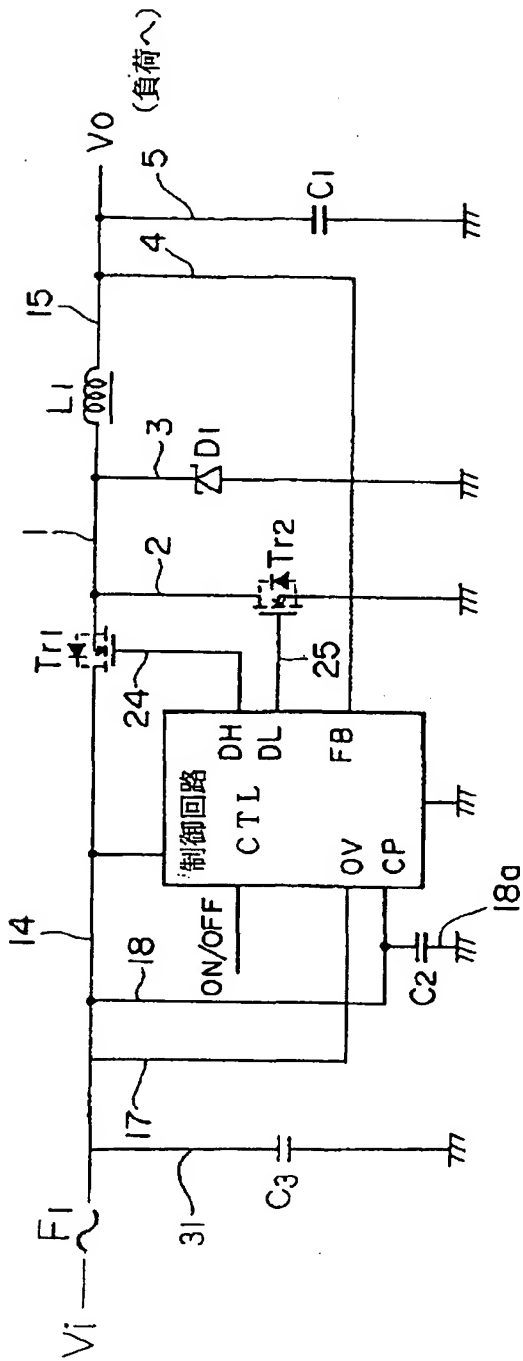 Vi
F1
14
Tr1
1
L1
15
VO
(負荷へ)
31
C3
17
18
ON/OFF
制御回路
CTL
DH
DL
FB
OV
CP
24
25
C2
18a
2
Tr2
3
D1
4
5
C1